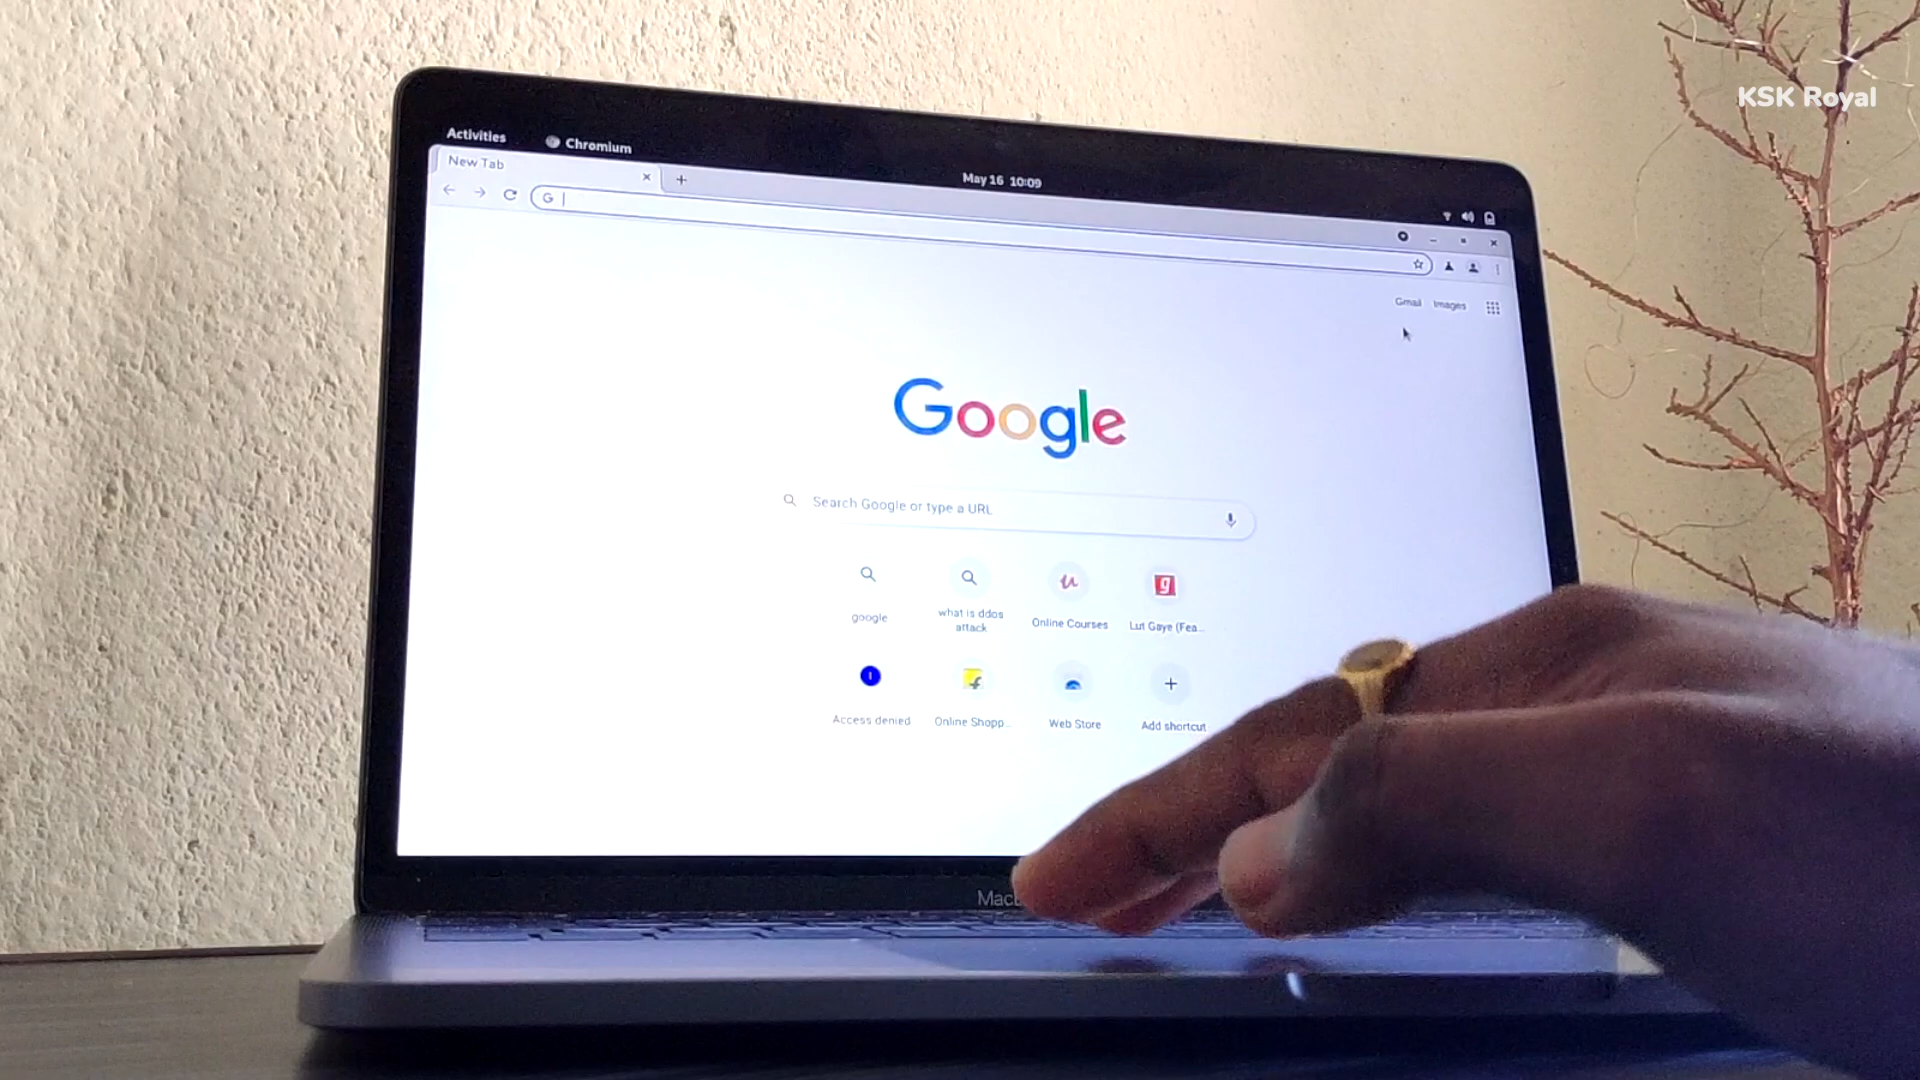 KSK Royal
Activities
Chromium
May 16 10:09
New Tab
G
Gmail
Images
Google
Search Google or type a URL
google
what is ddos
attack
Online Courses
Lut Gaye (Fea...
Access denied
Online Shopp...
Web Store
Add shortcut